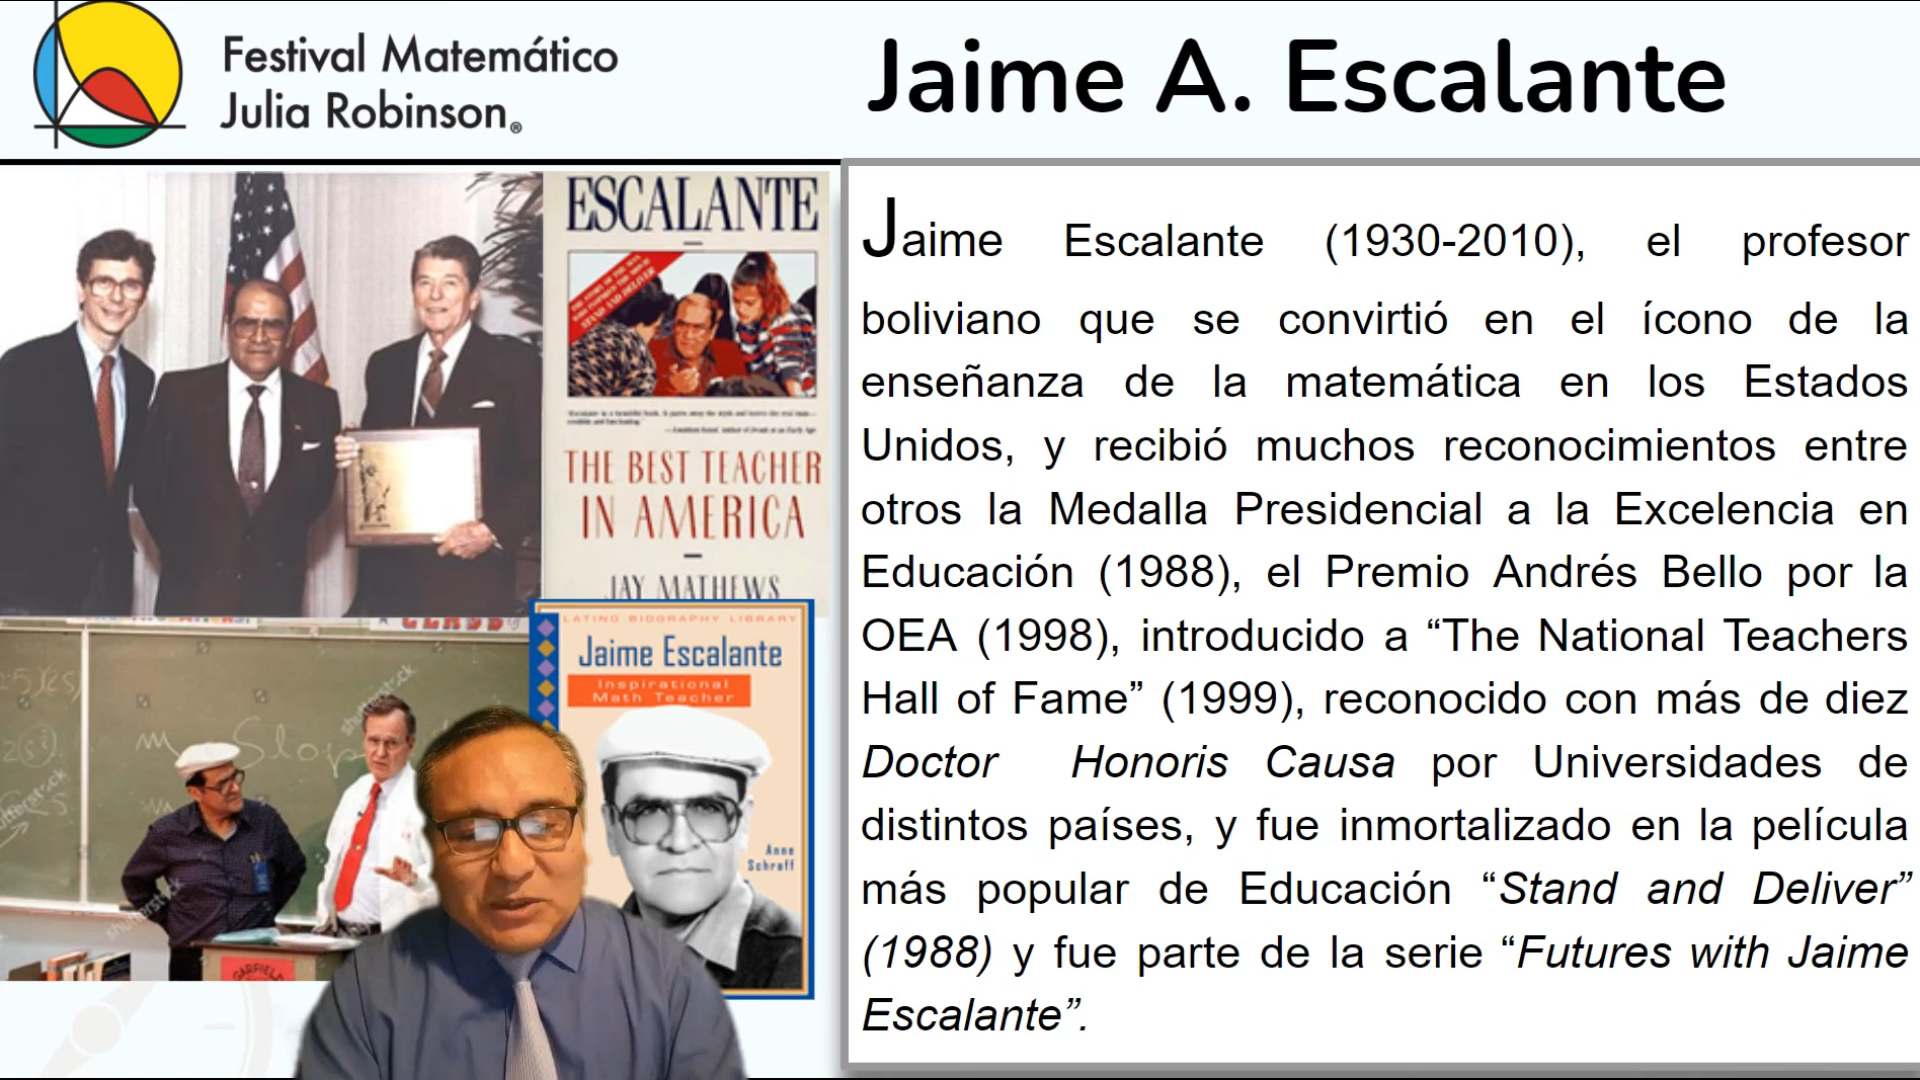 Festival Matemático
Julia Robinson®
Jaime A. Escalante
ESCALANTE
THE BEST TEACHER
IN AMERICA
JAY MATHEWS
LATINO BIOGRAPHY LIBRARY
Jaime Escalante
Inspirational
Math Teacher
Anne
Schraff
shutterstock
GARFIELD
Jaime Escalante (1930-2010), el profesor
boliviano que se convirtió en el ícono de la
enseñanza de la matemática en los Estados
Unidos, y recibió muchos reconocimientos entre
otros la Medalla Presidencial a la Excelencia en
Educación (1988), el Premio Andrés Bello por la
OEA (1998), introducido a “The National Teachers
Hall of Fame” (1999), reconocido con más de diez
Doctor Honoris Causa por Universidades de
distintos países, y fue inmortalizado en la película
más popular de Educación “Stand and Deliver”
(1988) y fue parte de la serie “Futures with Jaime
Escalante”.